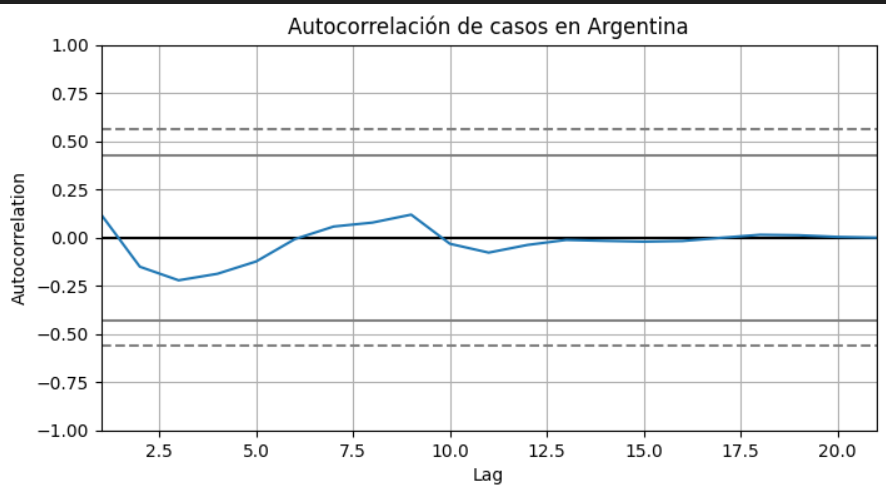 Autocorrelación de casos en Argentina
1.00
0.75
0.50
0.25
0.00
−0.25
−0.50
−0.75
−1.00
Autocorrelation
2.5 5.0 7.5 10.0 12.5 15.0 17.5 20.0
Lag